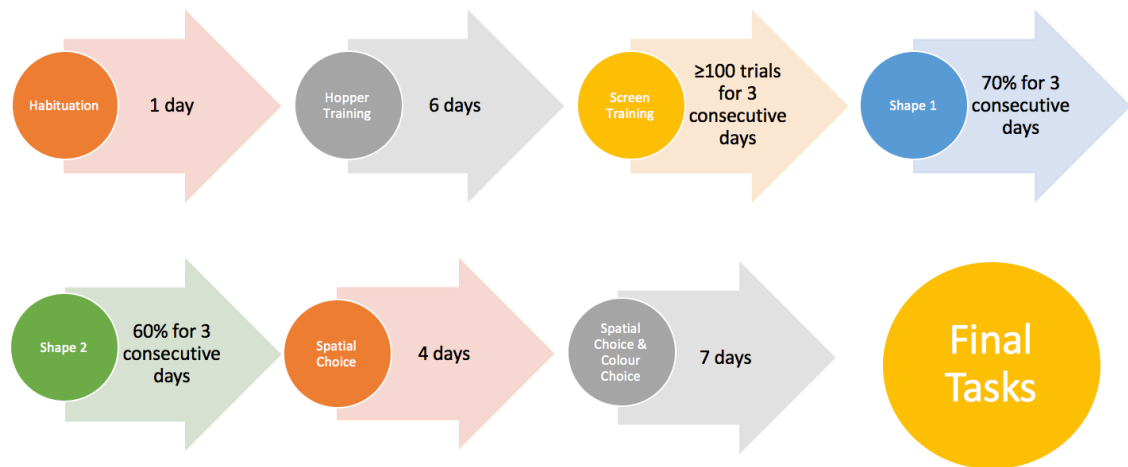 Habituation
1 day
Hopper
Training
6 days
Screen
Training
≥100 trials
for 3
consecutive
days
Shape 1
70% for 3
consecutive
days
Shape 2
60% for 3
consecutive
days
Spatial
Choice
4 days
Spatial
Choice &
Colour
Choice
7 days
Final
Tasks